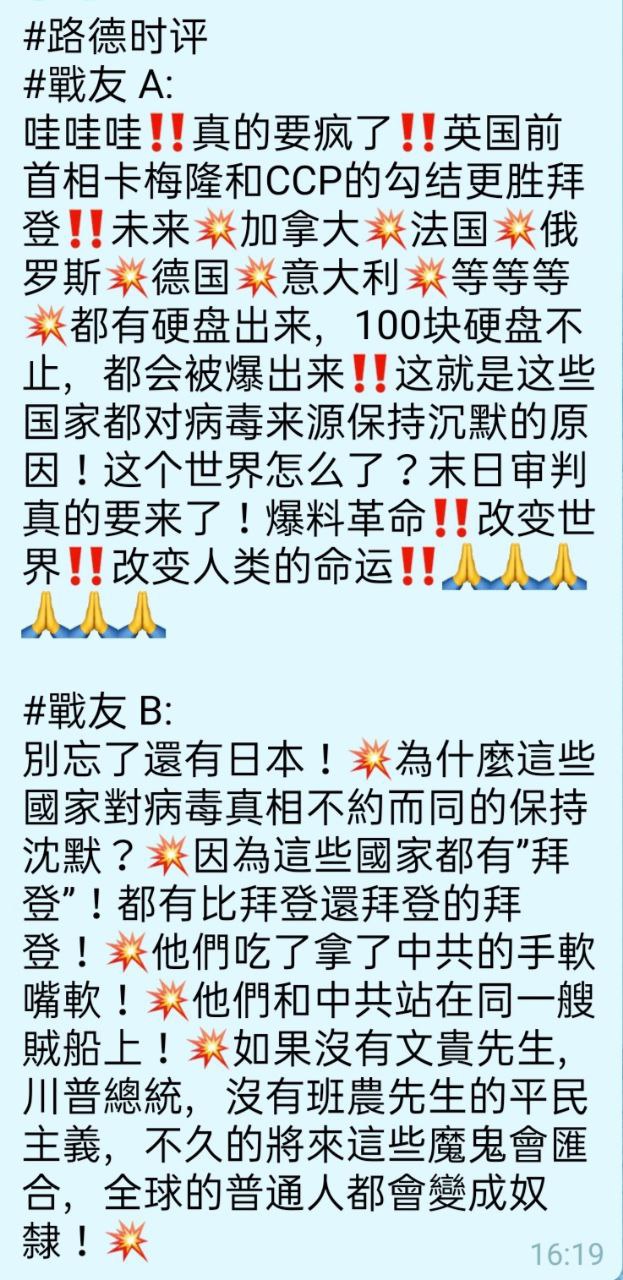 #路德时评
#戰友 A:
哇哇哇‼️真的要疯了‼️英国前
首相卡梅隆和CCP的勾结更胜拜
登‼️未来💥加拿大💥法国💥俄
罗斯💥德国💥意大利💥等等等
💥都有硬盘出来，100块硬盘不
止，都会被爆出来‼️这就是这些
国家都对病毒来源保持沉默的原
因！这个世界怎么了？末日审判
真的要来了！爆料革命‼️改变世
界‼️改变人类的命运‼️🙏🙏🙏
🙏🙏🙏
#戰友 B:
別忘了還有日本！💥為什麼這些
國家對病毒真相不約而同的保持
沈默？💥因為這些國家都有”拜
登”！都有比拜登還拜登的拜
登！💥他們吃了拿了中共的手軟
嘴軟！💥他們和中共站在同一艘
賊船上！💥如果沒有文貴先生，
川普總統，沒有班農先生的平民
主義，不久的將來這些魔鬼會匯
合，全球的普通人都會變成奴
隸！💥
16:19